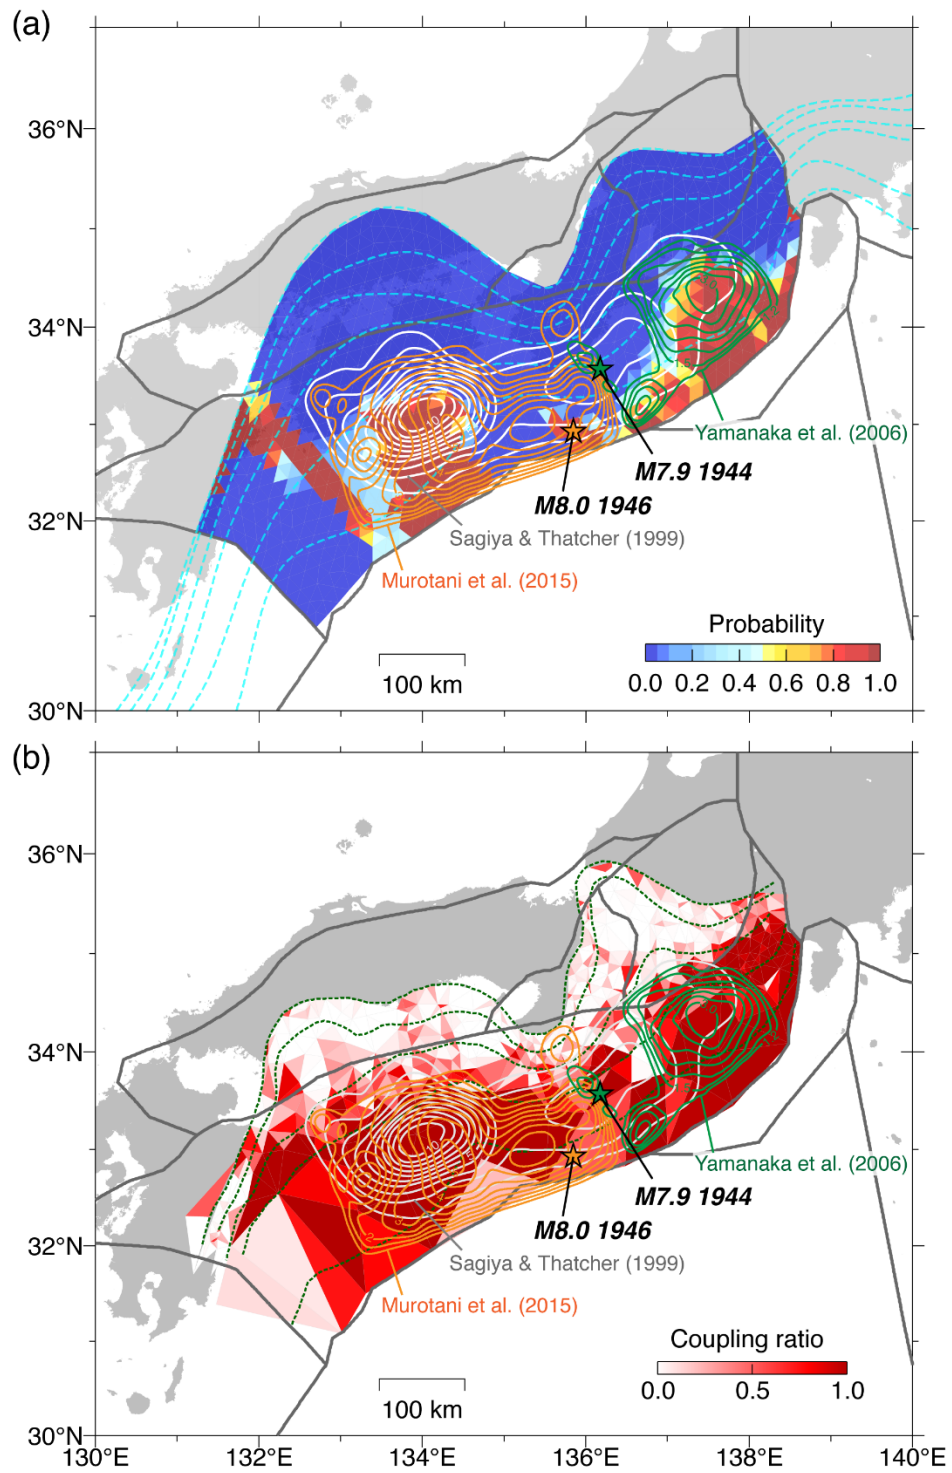 (a)
36°N
34°N
32°N
30°N
Yamanaka et al. (2006)
M7.9 1944
M8.0 1946
Sagiya & Thatcher (1999)
Murotani et al. (2015)
Probability
0.0 0.2 0.4 0.6 0.8 1.0
100 km
(b)
36°N
34°N
32°N
30°N
Yamanaka et al. (2006)
M7.9 1944
M8.0 1946
Sagiya & Thatcher (1999)
Murotani et al. (2015)
Coupling ratio
0.0 0.5 1.0
100 km
130°E 132°E 134°E 136°E 138°E 140°E